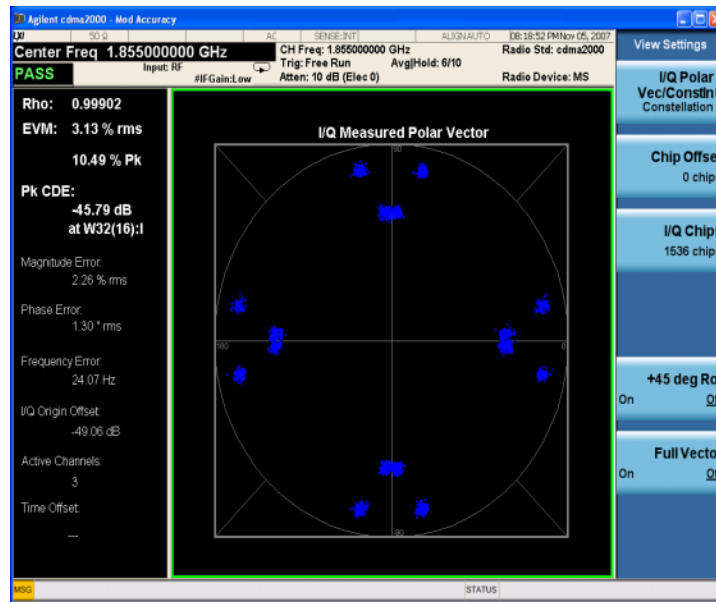 Agilent cdma2000 - Mod Accuracy
50 Ω AC SENSE:INT ALIGN AUTO 08:18:52 PM Nov 05, 2007
Center Freq 1.855000000 GHz
CH Freq: 1.855000000 GHz
Radio Std: cdma2000
Input: RF
Trig: Free Run Avg|Hold: 6/10
PASS
#IFGain:Low
Atten: 10 dB (Elec 0)
Radio Device: MS
Rho: 0.99902
EVM: 3.13 % rms
10.49 % Pk
Pk CDE:
-45.79 dB
at W32(16):I
Magnitude Error:
2.26 % rms
Phase Error:
1.30 ° rms
Frequency Error:
24.07 Hz
I/Q Origin Offset:
-49.06 dB
Active Channels:
3
Time Offset:
---
I/Q Measured Polar Vector
90
180
0
-90
View Settings
I/Q Polar
Vec/Constln
Constellation
Chip Offse
0 chip
I/Q Chips
1536 chip
+45 deg Ro
On
Full Vecto
On
MSG
STATUS